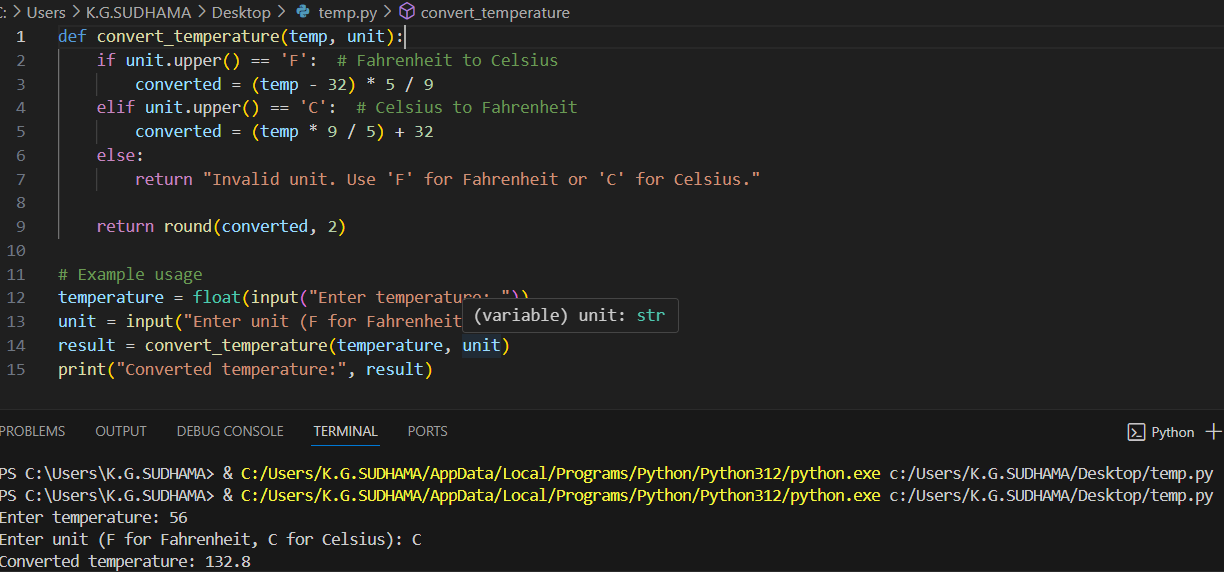 C: > Users > K.G.SUDHAMA > Desktop > temp.py > convert_temperature
1 def convert_temperature(temp, unit):
2     if unit.upper() == 'F':  # Fahrenheit to Celsius
3         converted = (temp - 32) * 5 / 9
4     elif unit.upper() == 'C':  # Celsius to Fahrenheit
5         converted = (temp * 9 / 5) + 32
6     else:
7         return "Invalid unit. Use 'F' for Fahrenheit or 'C' for Celsius."
8
9     return round(converted, 2)
10
11 # Example usage
12 temperature = float(input("Enter temperature: "))
(variable) unit: str
13 unit = input("Enter unit (F for Fahrenheit
14 result = convert_temperature(temperature, unit)
15 print("Converted temperature:", result)
PROBLEMS OUTPUT DEBUG CONSOLE TERMINAL PORTS Python
PS C:\Users\K.G.SUDHAMA> & C:/Users/K.G.SUDHAMA/AppData/Local/Programs/Python/Python312/python.exe c:/Users/K.G.SUDHAMA/Desktop/temp.py
PS C:\Users\K.G.SUDHAMA> & C:/Users/K.G.SUDHAMA/AppData/Local/Programs/Python/Python312/python.exe c:/Users/K.G.SUDHAMA/Desktop/temp.py
Enter temperature: 56
Enter unit (F for Fahrenheit, C for Celsius): C
Converted temperature: 132.8